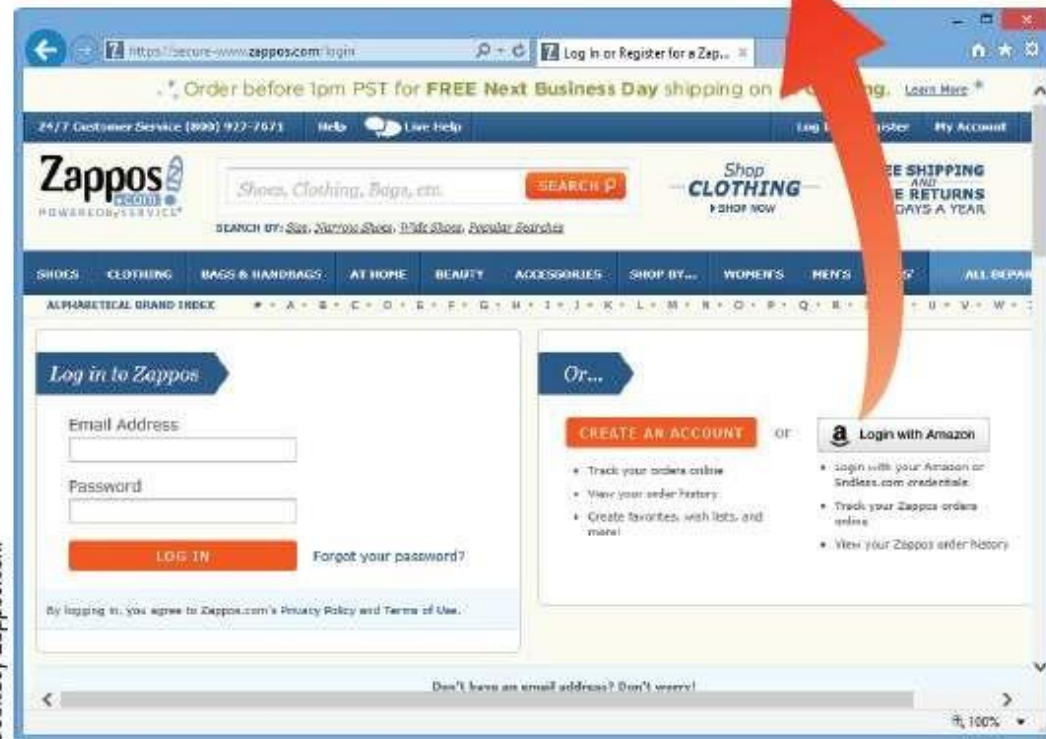 https://secure-www.zappos.com/login
Log In or Register for a Zap...
Order before 1pm PST for FREE Next Business Day shipping on
Learn More
24/7 Customer Service (800) 927-7671 Help Live Help
My Account
Zappos
.com
POWERED by SERVICE
Shoes, Clothing, Bags, etc.
SEARCH
Shop
CLOTHING
SHOP NOW
SHIPPING
AND
RETURNS
DAYS A YEAR
SEARCH BY: Size, Narrow Shoes, Wide Shoes, Popular Searches
SHOES CLOTHING BAGS & HANDBAGS AT HOME BEAUTY ACCESSORIES SHOP BY... WOMEN'S MEN'S ALL DEPAR
ALPHABETICAL BRAND INDEX # • A • B • C • D • E • F • G • H • I • J • K • L • M • N • O • P • Q • R • U • V • W •
Log in to Zappos
Email Address
Password
LOG IN
Forgot your password?
By logging in, you agree to Zappos.com's Privacy Policy and Terms of Use.
Or...
CREATE AN ACCOUNT or Login with Amazon
• Track your orders online
• View your order history
• Create favorites, wish lists, and
more!
• Login with your Amazon or
Endless.com credentials
• Track your Zappos orders
online
• View your Zappos order history
Don't have an email address? Don't worry!
100%